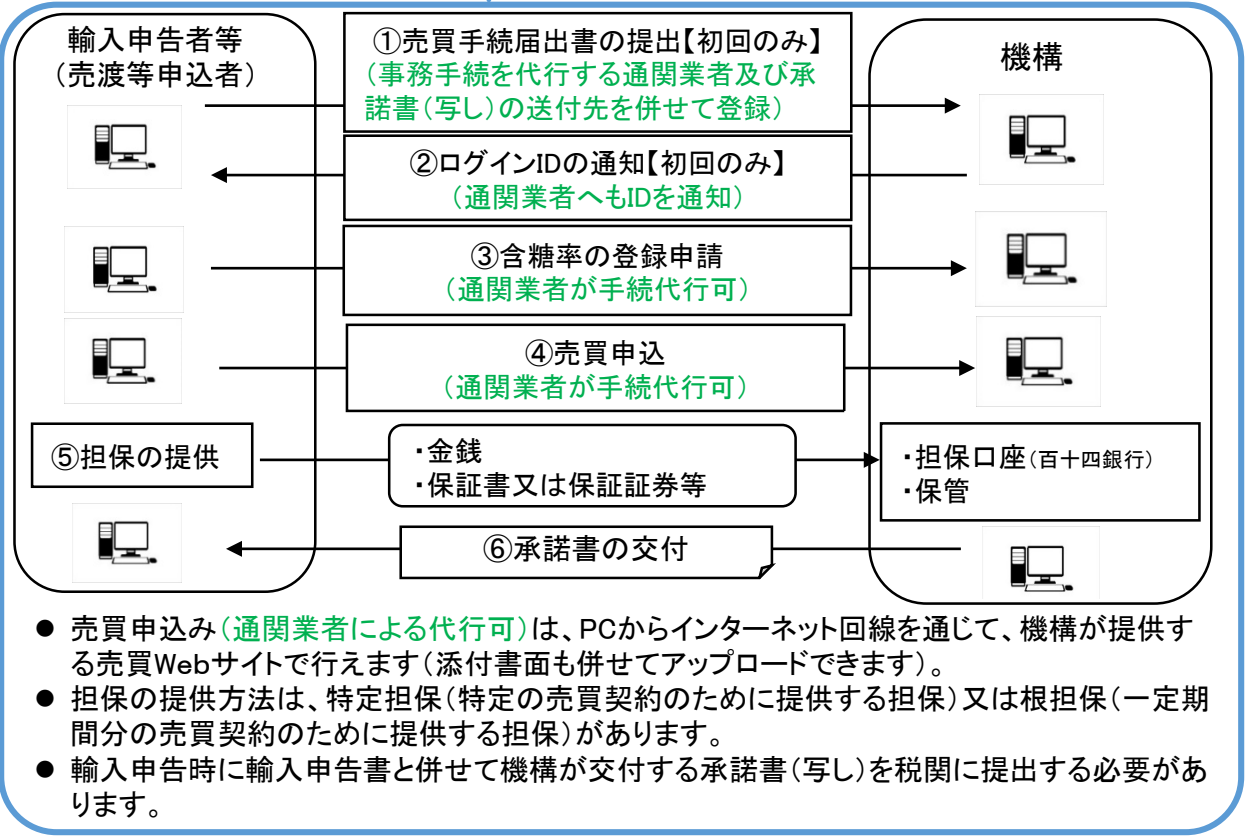 輸入申告者等
（売渡等申込者）
①売買手続届出書の提出【初回のみ】
（事務手続を代行する通関業者及び承
諾書（写し）の送付先を併せて登録）
機構
②ログインIDの通知【初回のみ】
（通関業者へもIDを通知）
③含糖率の登録申請
（通関業者が手続代行可）
④売買申込
（通関業者が手続代行可）
⑤担保の提供
・金銭
・保証書又は保証証券等
・担保口座（百十四銀行）
・保管
⑥承諾書の交付
● 売買申込み（通関業者による代行可）は、PCからインターネット回線を通じて、機構が提供す
る売買Webサイトで行えます（添付書面も併せてアップロードできます）。
● 担保の提供方法は、特定担保（特定の売買契約のために提供する担保）又は根担保（一定期
間分の売買契約のために提供する担保）があります。
● 輸入申告時に輸入申告書と併せて機構が交付する承諾書（写し）を税関に提出する必要があ
ります。